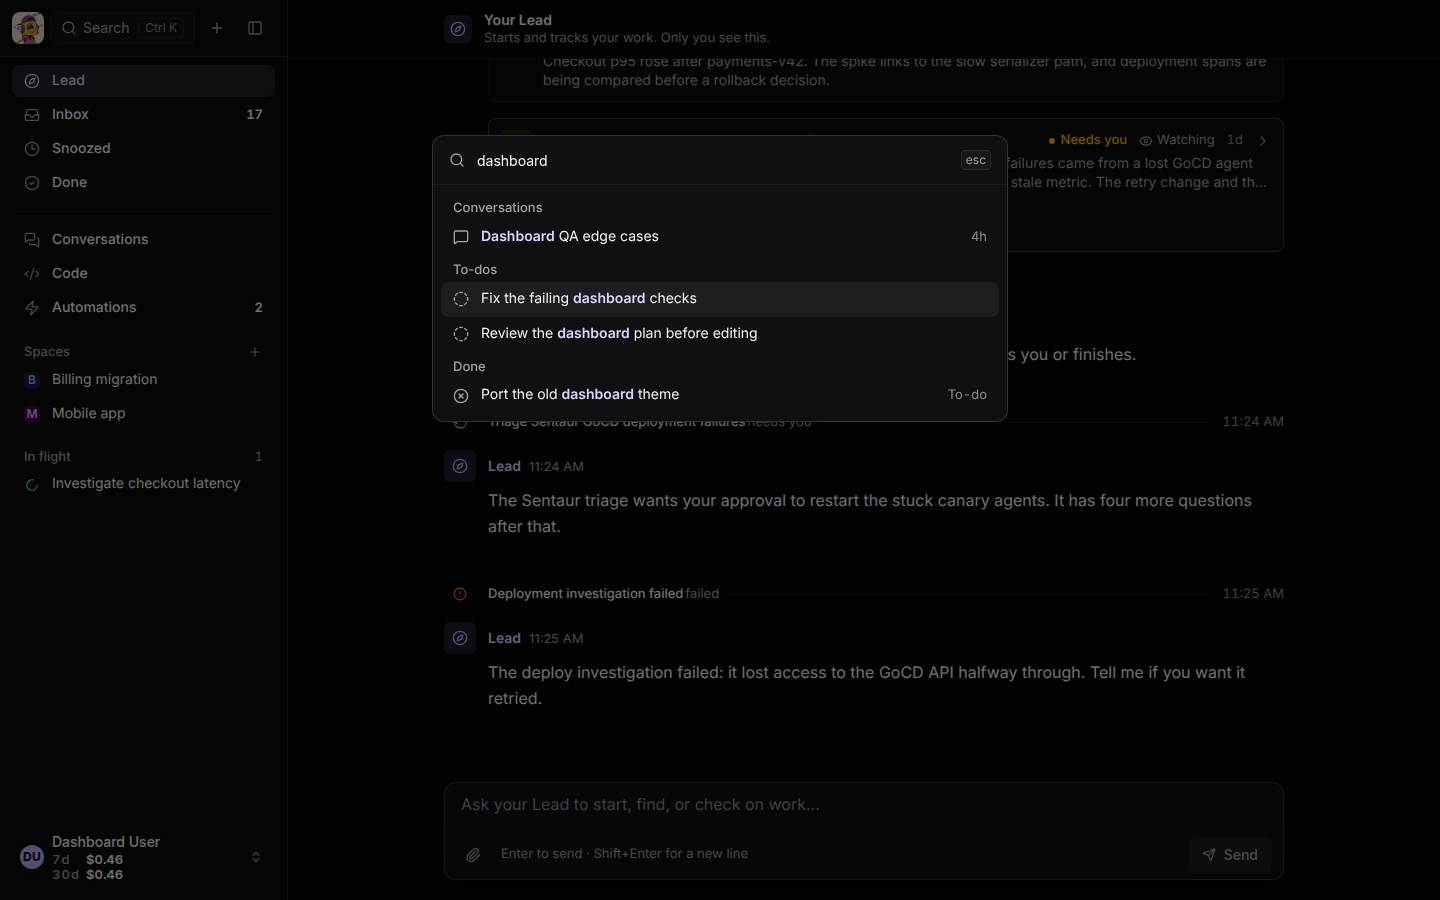 Search Ctrl K
Lead
Inbox 17
Snoozed
Done
Conversations
Code
Automations 2
Spaces
B Billing migration
M Mobile app
In flight 1
Investigate checkout latency
DU Dashboard User
7d $0.46
30d $0.46
Your Lead
Starts and tracks your work. Only you see this.
Checkout p95 rose after payments-v42. The spike links to the slow serializer path, and deployment spans are
being compared before a rollback decision.
Needs you Watching 1d
failures came from a lost GoCD agent
stale metric. The retry change and th...
dashboard esc
Conversations
Dashboard QA edge cases 4h
To-dos
Fix the failing dashboard checks
Review the dashboard plan before editing
Done
Port the old dashboard theme To-do
s you or finishes.
Triage Sentaur GoCD deployment failures needs you 11:24 AM
Lead 11:24 AM
The Sentaur triage wants your approval to restart the stuck canary agents. It has four more questions
after that.
Deployment investigation failed failed 11:25 AM
Lead 11:25 AM
The deploy investigation failed: it lost access to the GoCD API halfway through. Tell me if you want it
retried.
Ask your Lead to start, find, or check on work...
Enter to send · Shift+Enter for a new line
Send